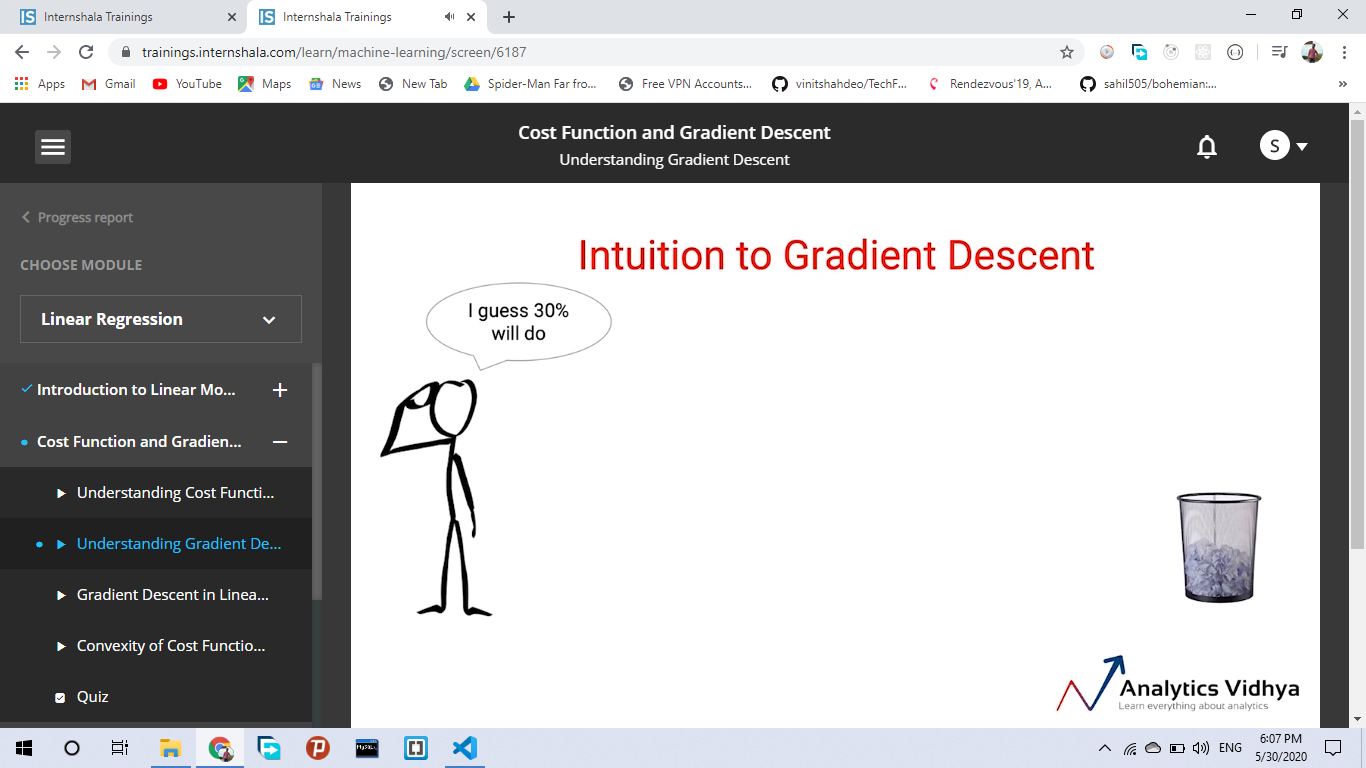 Internshala Trainings
Internshala Trainings
trainings.internshala.com/learn/machine-learning/screen/6187
Apps
Gmail
YouTube
Maps
News
New Tab
Spider-Man Far fro...
Free VPN Accounts...
vinitshahdeo/TechF...
Rendezvous'19, A...
sahil505/bohemian:...
»
Cost Function and Gradient Descent
Understanding Gradient Descent
S
Progress report
CHOOSE MODULE
Linear Regression
Introduction to Linear Mo...
Cost Function and Gradien...
Understanding Cost Functi...
Understanding Gradient De...
Gradient Descent in Linea...
Convexity of Cost Functio...
Quiz
Intuition to Gradient Descent
I guess 30%
will do
Analytics Vidhya
Learn everything about analytics
MySQL
ENG
6:07 PM
5/30/2020